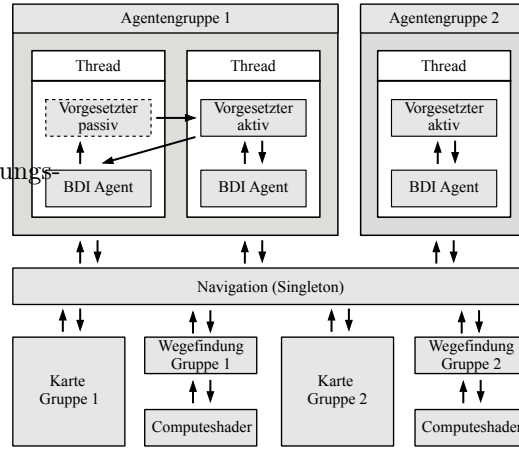 Agentengruppe 1
Agentengruppe 2
Thread
Thread
Thread
Vorgesetzter
passiv
Vorgesetzter
aktiv
Vorgesetzter
aktiv
ungs-
BDI Agent
BDI Agent
BDI Agent
Navigation (Singleton)
Karte
Gruppe 1
Wegefindung
Gruppe 1
Computeshader
Karte
Gruppe 2
Wegefindung
Gruppe 2
Computeshader